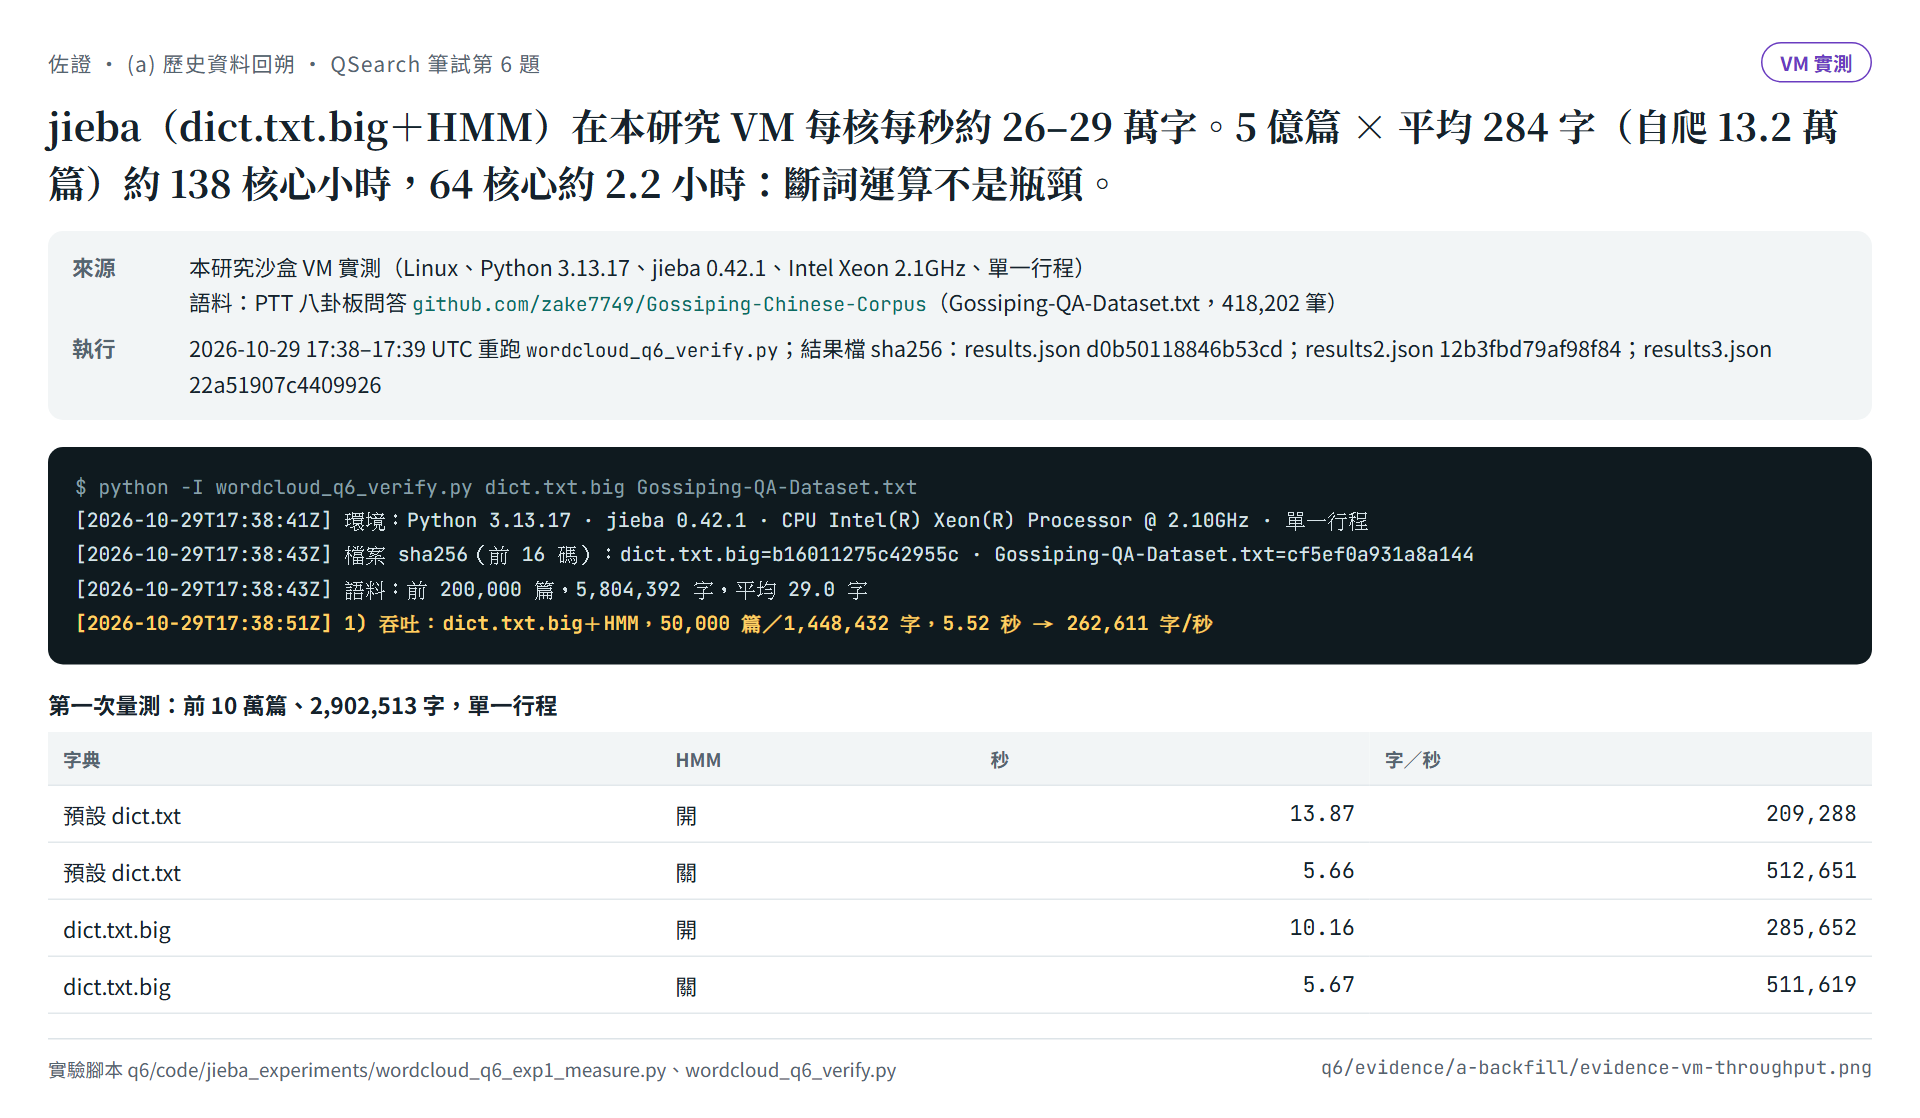 佐證 · (a) 歷史資料回朔 · QSearch 筆試第 6 題
VM 實測
jieba（dict.txt.big＋HMM）在本研究 VM 每核每秒約 26–29 萬字。5 億篇 × 平均 284 字（自爬 13.2 萬
篇）約 138 核心小時，64 核心約 2.2 小時：斷詞運算不是瓶頸。
來源
本研究沙盒 VM 實測（Linux、Python 3.13.17、jieba 0.42.1、Intel Xeon 2.1GHz、單一行程）
語料：PTT 八卦板問答 github.com/zake7749/Gossiping-Chinese-Corpus（Gossiping-QA-Dataset.txt，418,202 筆）
執行
2026-10-29 17:38–17:39 UTC 重跑 wordcloud_q6_verify.py；結果檔 sha256：results.json d0b50118846b53cd；results2.json 12b3fbd79af98f84；results3.json
22a51907c4409926
$ python -I wordcloud_q6_verify.py dict.txt.big Gossiping-QA-Dataset.txt
[2026-10-29T17:38:41Z] 環境：Python 3.13.17 · jieba 0.42.1 · CPU Intel(R) Xeon(R) Processor @ 2.10GHz · 單一行程
[2026-10-29T17:38:43Z] 檔案 sha256（前 16 碼）：dict.txt.big=b16011275c42955c · Gossiping-QA-Dataset.txt=cf5ef0a931a8a144
[2026-10-29T17:38:43Z] 語料：前 200,000 篇，5,804,392 字，平均 29.0 字
[2026-10-29T17:38:51Z] 1) 吞吐：dict.txt.big＋HMM，50,000 篇／1,448,432 字，5.52 秒 → 262,611 字/秒
第一次量測：前 10 萬篇、2,902,513 字，單一行程
字典 HMM 秒 字／秒
預設 dict.txt 開 13.87 209,288
預設 dict.txt 關 5.66 512,651
dict.txt.big 開 10.16 285,652
dict.txt.big 關 5.67 511,619
實驗腳本 q6/code/jieba_experiments/wordcloud_q6_exp1_measure.py、wordcloud_q6_verify.py
q6/evidence/a-backfill/evidence-vm-throughput.png